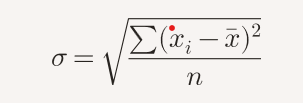 σ = √(∑(xᵢ − x̄)² / n)